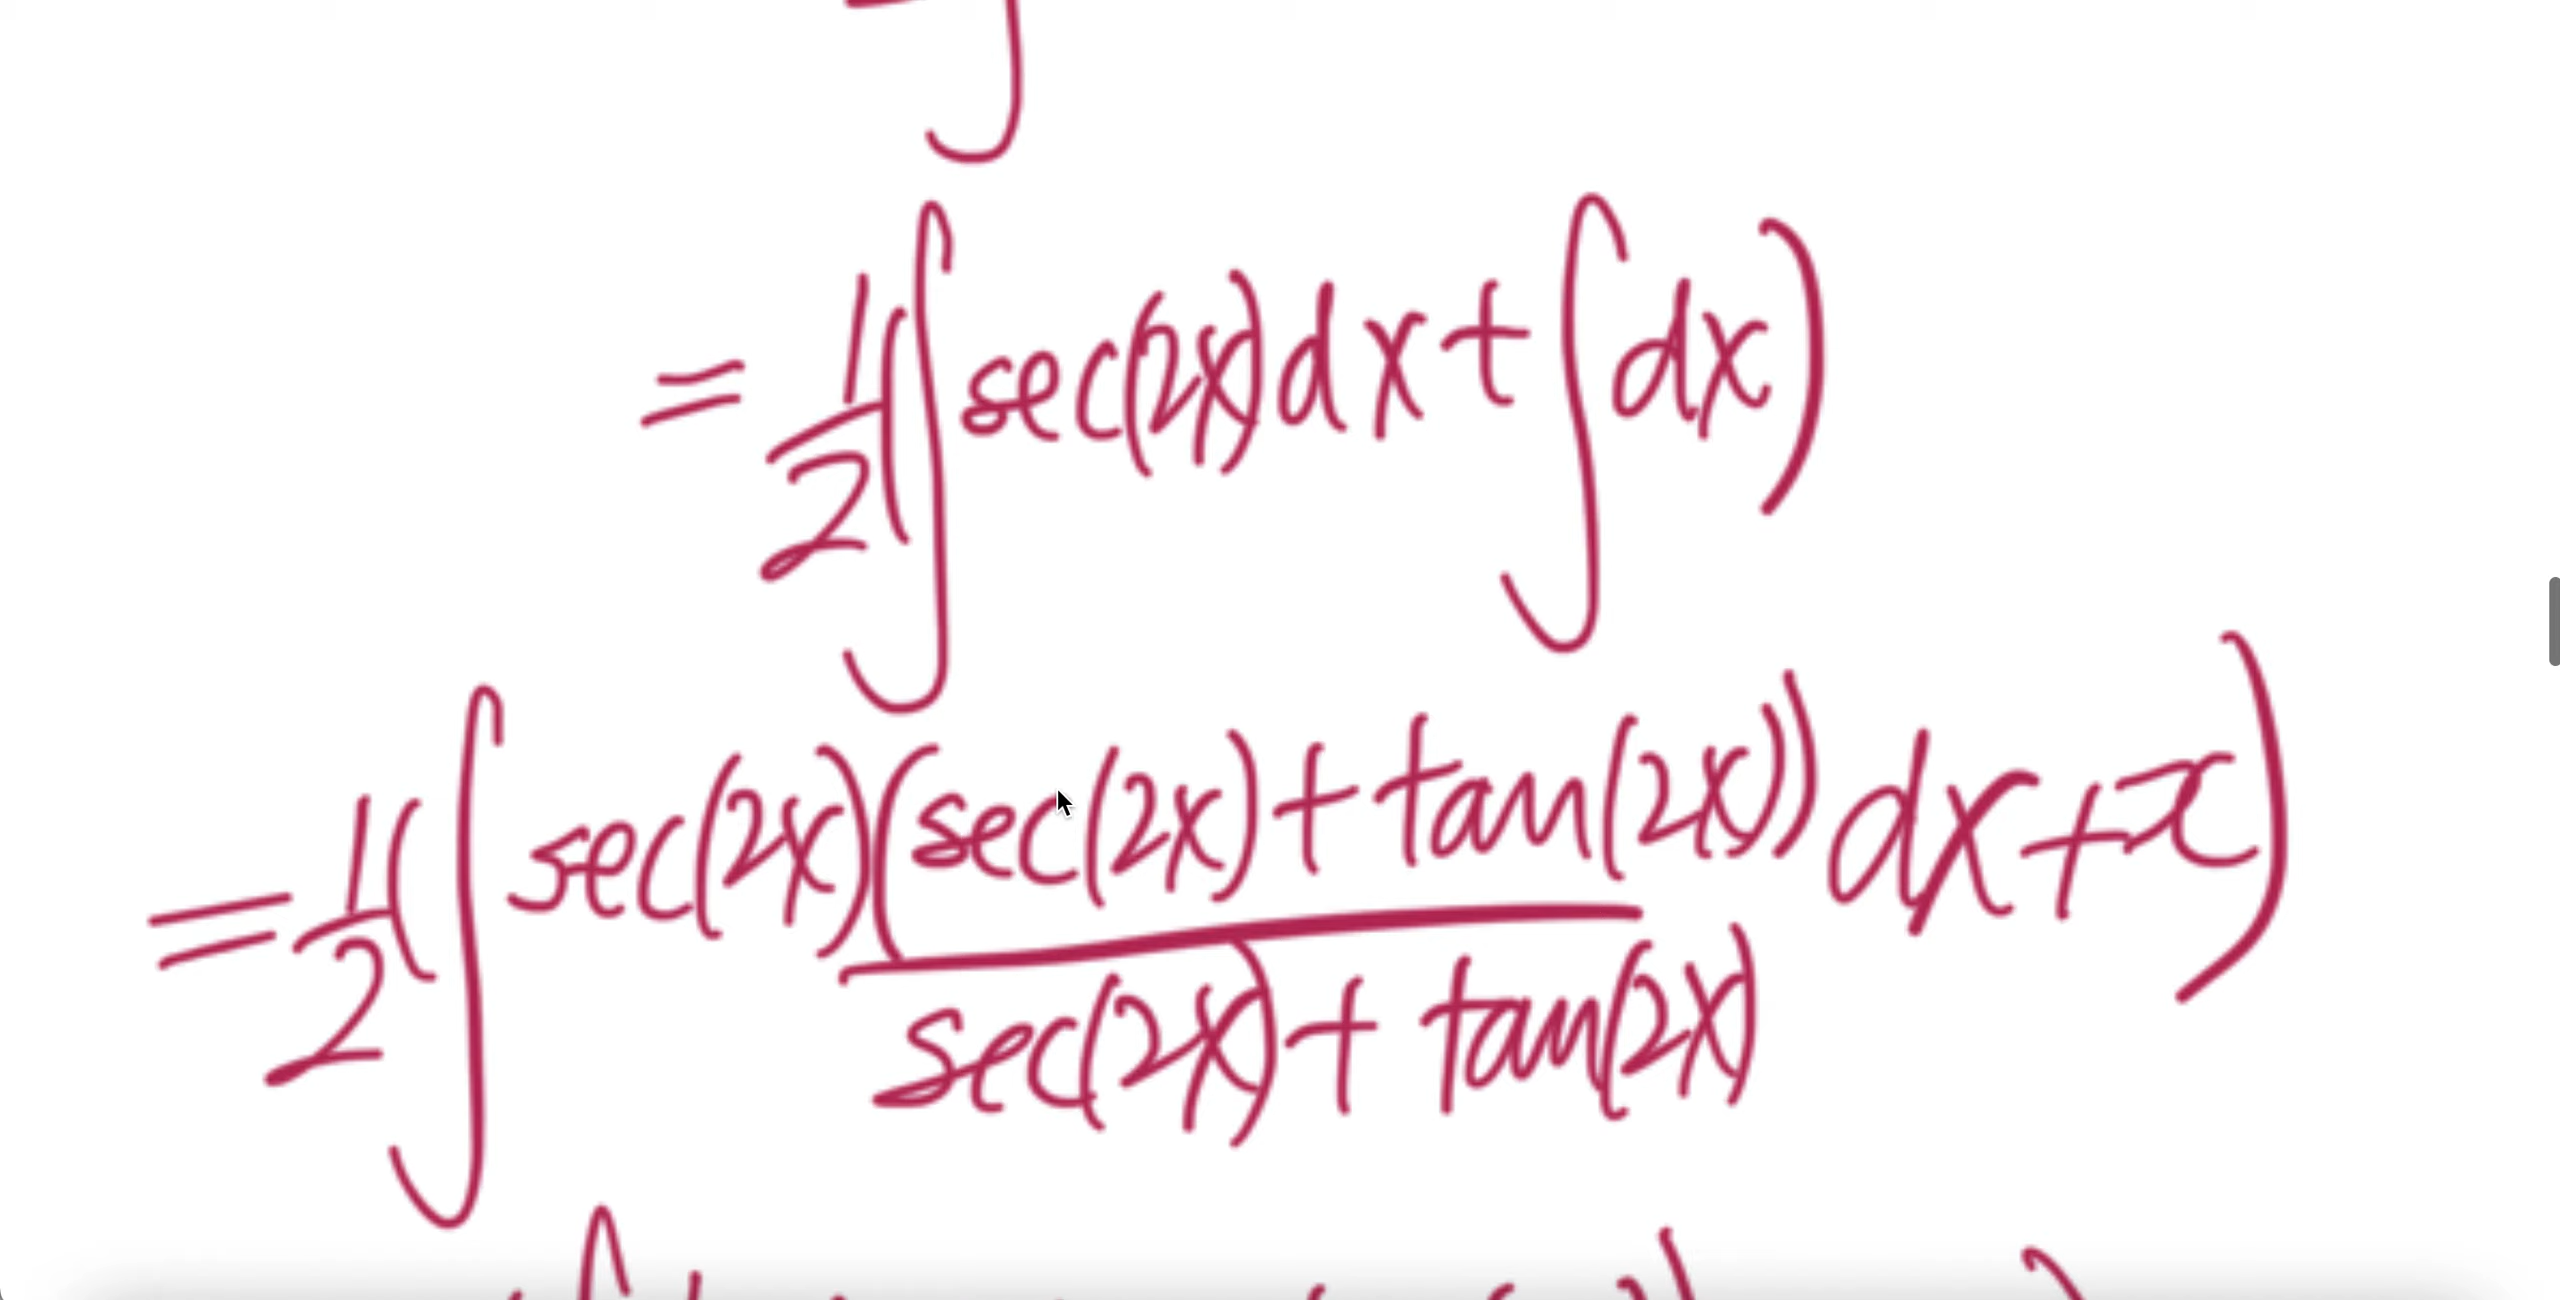 = 1/2(∫sec(2x)dx+∫dx)
= 1/2(∫sec(2x)(sec(2x)+tan(2x))/sec(2x)+tan(2x) dx+x)